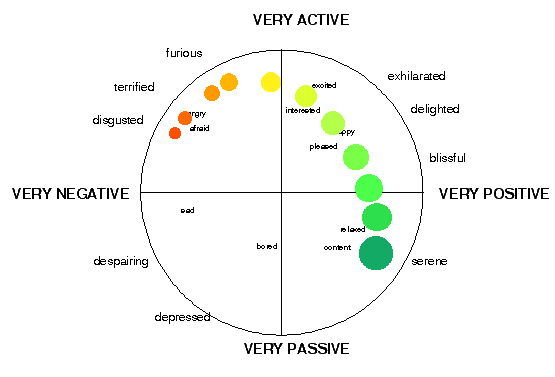 VERY ACTIVE
furious
exhilarated
terrified
excited
delighted
interested
angry
disgusted
afraid
happy
pleased
blissful
VERY NEGATIVE
VERY POSITIVE
sad
relaxed
bored
content
despairing
serene
depressed
VERY PASSIVE